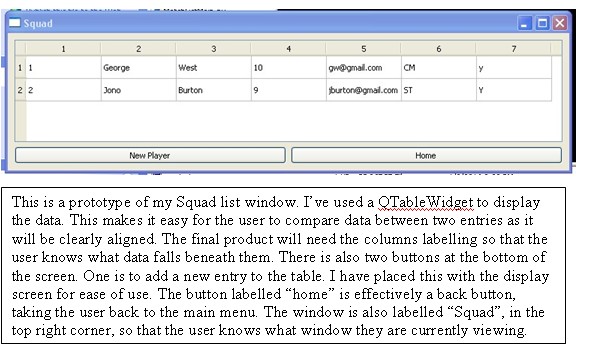 Squad
1 2 3 4 5 6 7
1 1 George West 10 gw@gmail.com CM y
2 2 Jono Burton 9 jburton@gmail.com ST Y
New Player Home
This is a prototype of my Squad list window. I've used a QTableWidget to display
the data. This makes it easy for the user to compare data between two entries as it
will be clearly aligned. The final product will need the columns labelling so that the
user knows what data falls beneath them. There is also two buttons at the bottom of
the screen. One is to add a new entry to the table. I have placed this with the display
screen for ease of use. The button labelled “home” is effectively a back button,
taking the user back to the main menu. The window is also labelled “Squad”, in the
top right corner, so that the user knows what window they are currently viewing.